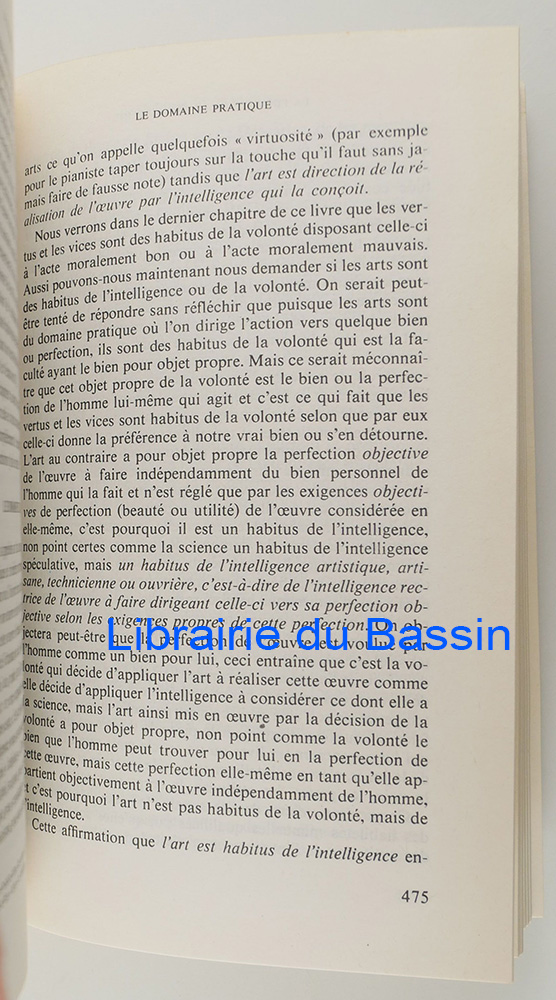 LE DOMAINE PRATIQUE
arts ce qu'on appelle quelquefois « virtuosité » (par exemple
pour le pianiste taper toujours sur la touche qu'il faut sans ja-
mais faire de fausse note) tandis que l'art est direction de la ré-
alisation de l'œuvre par l'intelligence qui la conçoit.
Nous verrons dans le dernier chapitre de ce livre que les ver-
tus et les vices sont des habitus de la volonté disposant celle-ci
à l'acte moralement bon ou à l'acte moralement mauvais.
Aussi pouvons-nous maintenant nous demander si les arts sont
des habitus de l'intelligence ou de la volonté. On serait peut-
être tenté de répondre sans réfléchir que puisque les arts sont
du domaine pratique où l'on dirige l'action vers quelque bien
ou perfection, ils sont des habitus de la volonté qui est la fa-
culté ayant le bien pour objet propre. Mais ce serait méconnaî-
tre que cet objet propre de la volonté est le bien ou la perfec-
tion de l'homme lui-même qui agit et c'est ce qui fait que les
vertus et les vices sont habitus de la volonté selon que par eux
celle-ci donne la préférence à notre vrai bien ou s'en détourne.
L'art au contraire a pour objet propre la perfection objective
de l'œuvre à faire indépendamment du bien personnel de
l'homme qui la fait et n'est réglé que par les exigences objecti-
ves de perfection (beauté ou utilité) de l'œuvre considérée en
elle-même, c'est pourquoi il est un habitus de l'intelligence,
non point certes comme la science un habitus de l'intelligence
spéculative, mais un habitus de l'intelligence artistique, arti-
sane, technicienne ou ouvrière, c'est-à-dire de l'intelligence rec-
trice de l'œuvre à faire dirigeant celle-ci vers sa perfection ob-
jective selon les exigences propres de cette perfection. On ob-
jectera peut-être que la perfection de l'œuvre est voulue par
l'homme comme un bien pour lui, ceci entraîne que c'est la vo-
lonté qui décide d'appliquer l'art à réaliser cette œuvre comme
elle décide d'appliquer l'intelligence à considérer ce dont elle a
la science, mais l'art ainsi mis en œuvre par la décision de la
volonté a pour objet propre, non point comme la volonté le
bien que l'homme peut trouver pour lui en la perfection de
cette œuvre, mais cette perfection elle-même en tant qu'elle ap-
partient objectivement à l'œuvre indépendamment de l'homme,
et c'est pourquoi l'art n'est pas habitus de la volonté, mais de
l'intelligence.
Cette affirmation que l'art est habitus de l'intelligence en-
475
Librairie du Bassin